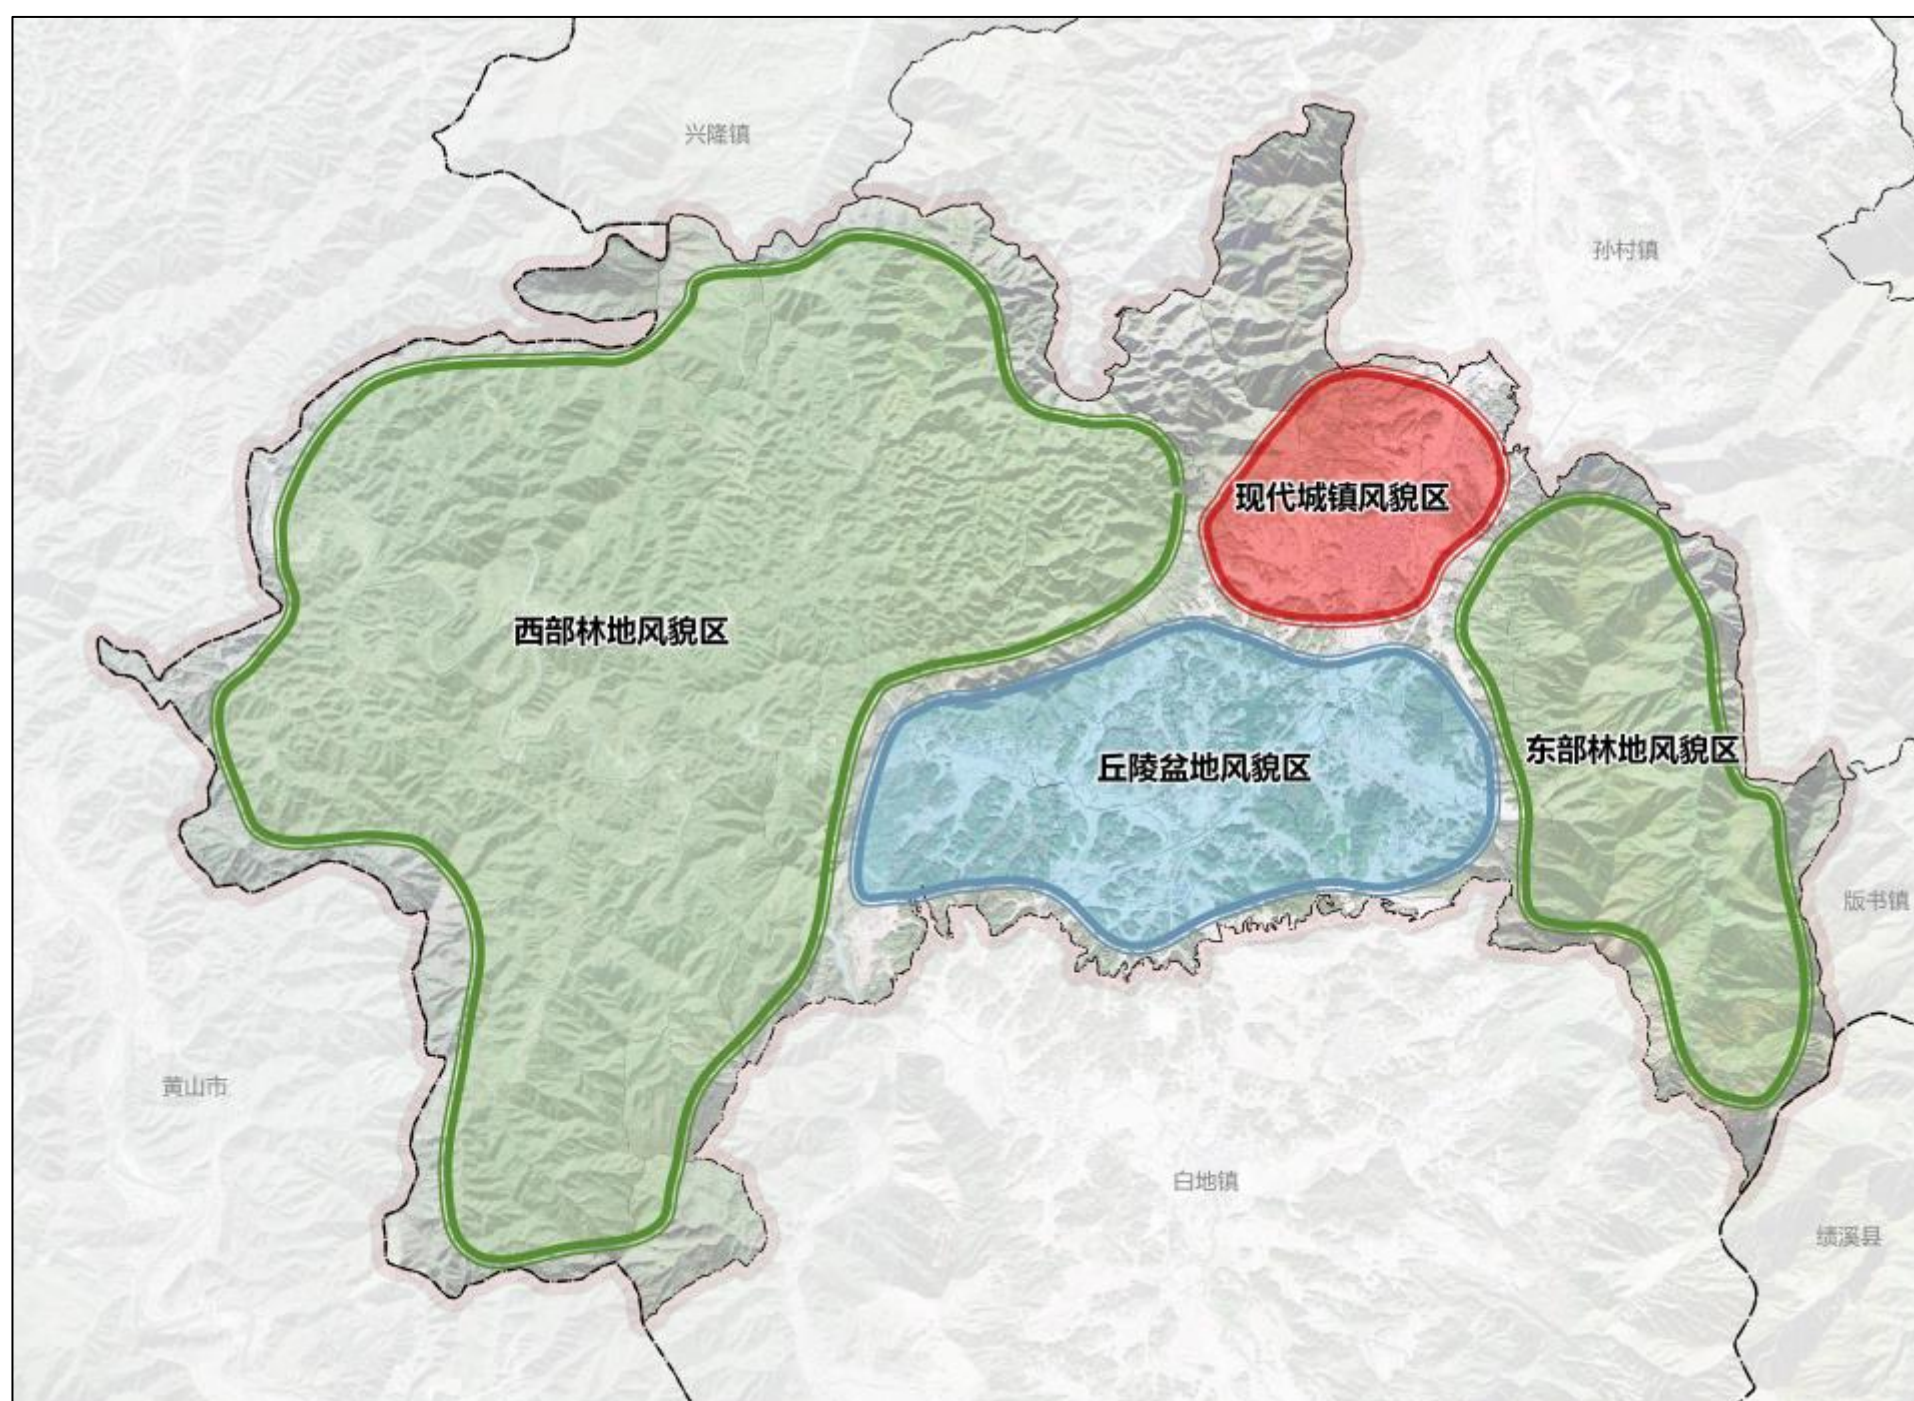 兴隆镇
孙村镇
现代城镇风貌区
西部林地风貌区
东部林地风貌区
丘陵盆地风貌区
版书镇
黄山市
白地镇
绩溪县